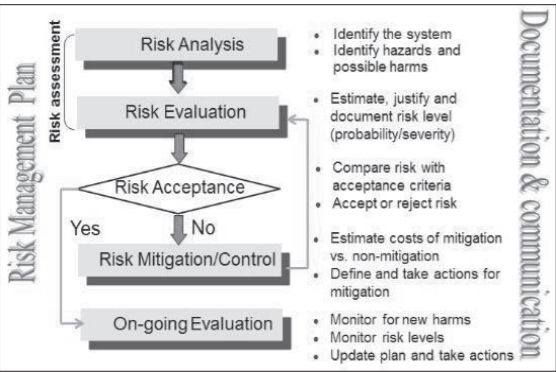 Risk Management Plan
Risk assessment
Risk Analysis
• Identify the system
• Identify hazards and
possible harms
Risk Evaluation
• Estimate, justify and
document risk level
(probability/severity)
Risk Acceptance
• Compare risk with
acceptance criteria
• Accept or reject risk
Yes
No
Risk Mitigation/Control
• Estimate costs of mitigation
vs. non-mitigation
• Define and take actions for
mitigation
On-going Evaluation
• Monitor for new harms
• Monitor risk levels
• Update plan and take actions
Documentation & communication